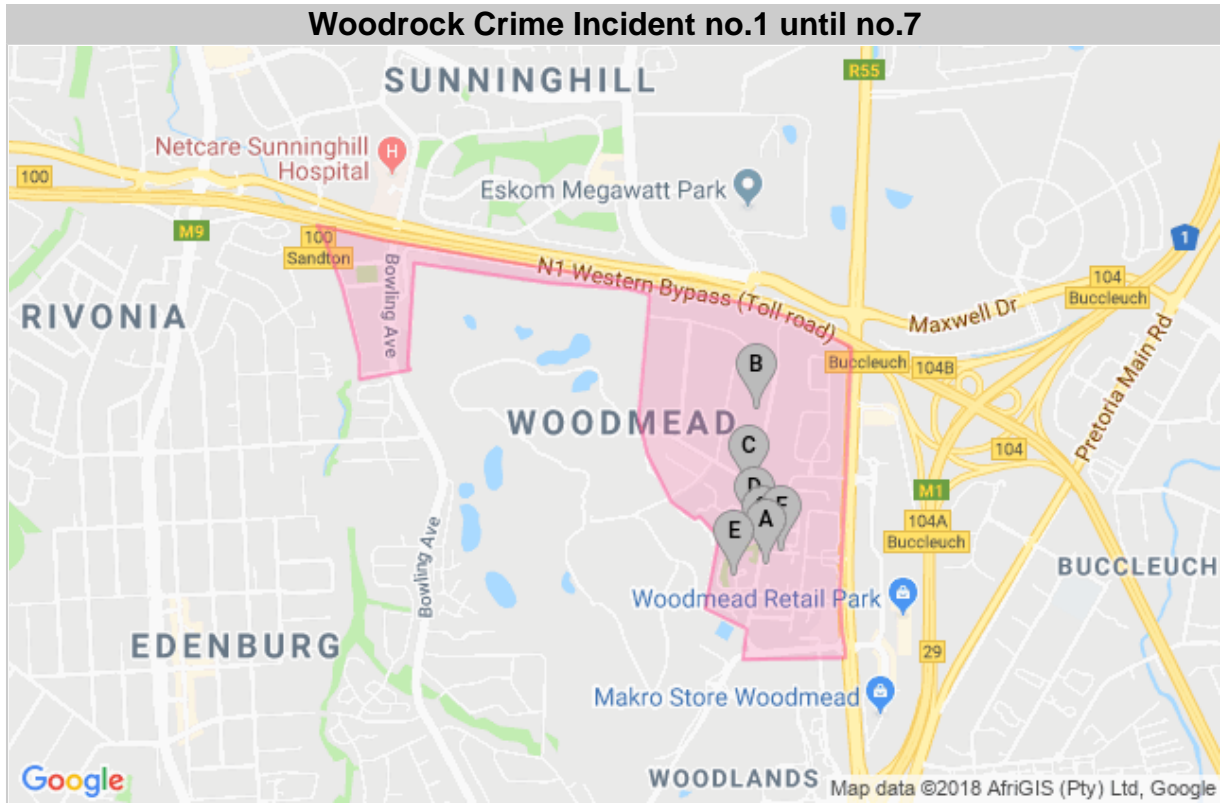 Woodrock Crime Incident no.1 until no.7
SUNNINGHILL
R55
Netcare Sunninghill
Hospital
H
100
Eskom Megawatt Park
M9
100
Sandton
1
104
Buccleuch
N1 Western Bypass (Toll road)
Maxwell Dr
RIVONIA
Bowling Ave
Buccleuch
104B
Pretoria Main Rd
B
WOODMEAD
C
104
D
M1
A
E
104A
Buccleuch
Bowling Ave
BUCCLEUCH
Woodmead Retail Park
EDENBURG
29
Makro Store Woodmead
WOODLANDS
Google
Map data ©2018 AfriGIS (Pty) Ltd, Google